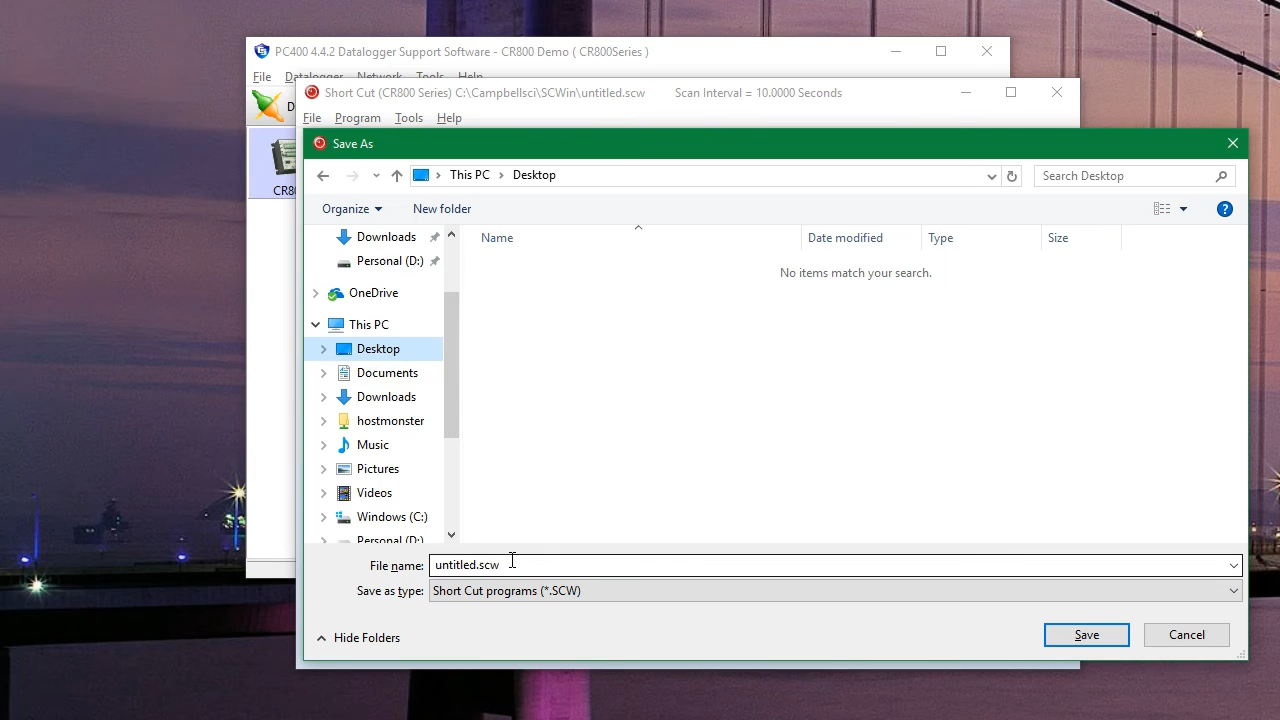 PC400 4.4.2 Datalogger Support Software - CR800 Demo ( CR800Series )
File Datalogger Network Tools Help
Short Cut (CR800 Series) C:\Campbellsci\SCWin\untitled.scw Scan Interval = 10.0000 Seconds
D
File Program Tools Help
Save As
This PC Desktop
Search Desktop
CR80
Organize New folder
Name Date modified Type Size
Downloads
Personal (D:)
No items match your search.
OneDrive
This PC
Desktop
Documents
Downloads
hostmonster
Music
Pictures
Videos
Windows (C:)
Personal (D:)
File name: untitled.scw
Save as type: Short Cut programs (*.SCW)
Hide Folders
Save Cancel